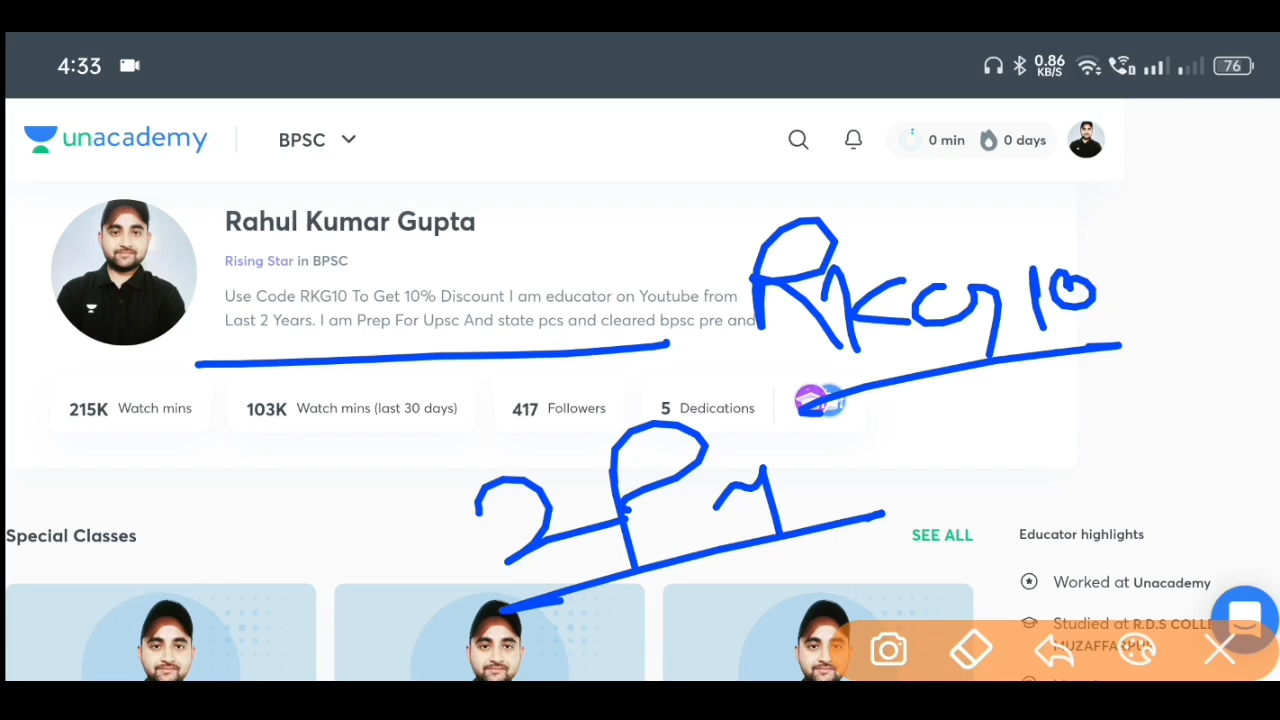 4:33 0.86 KB/S 76
unacademy BPSC 0 min 0 days
Rahul Kumar Gupta
Rising Star in BPSC
Use Code RKG10 To Get 10% Discount I am educator on Youtube from
Last 2 Years. I am Prep For Upsc And state pcs and cleared bpsc pre and
RKG10
215K Watch mins 103K Watch mins (last 30 days) 417 Followers 5 Dedications
Special Classes SEE ALL Educator highlights
Worked at Unacademy
Studied at R.D.S COLLE
MUZAFFARPUR